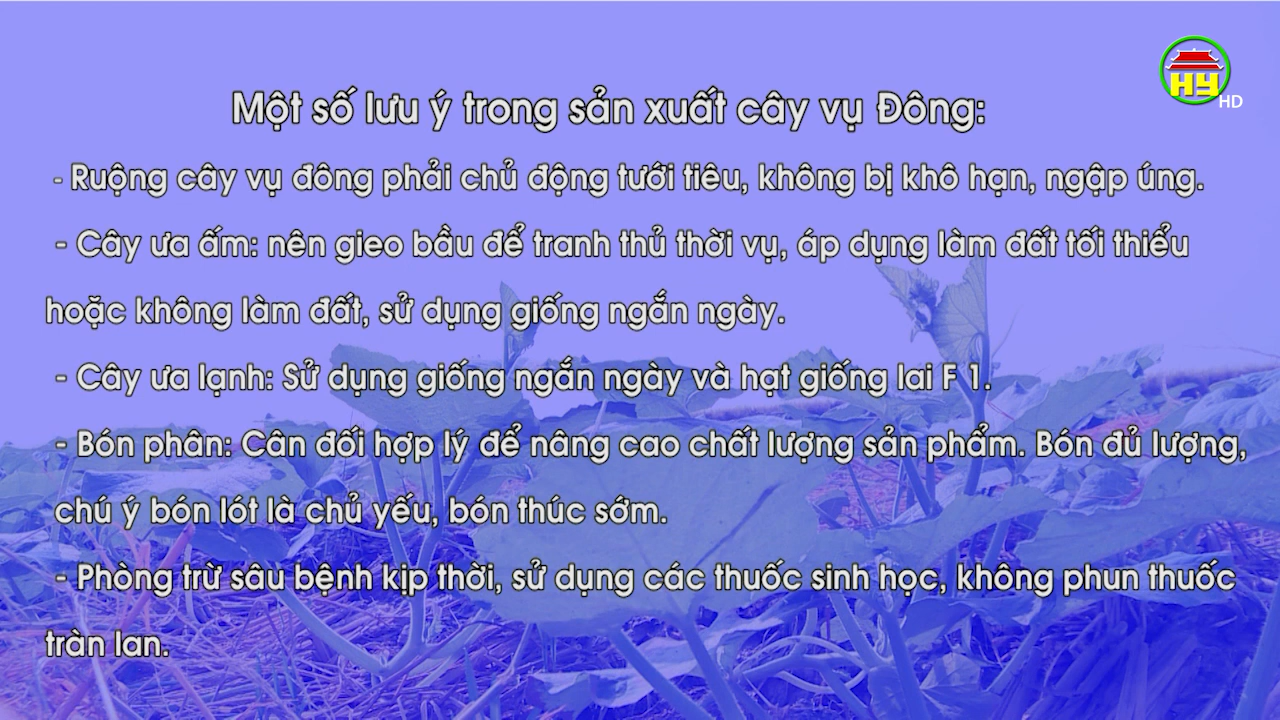 HY
HD
Một số lưu ý trong sản xuất cây vụ Đông:
- Ruộng cây vụ đông phải chủ động tưới tiêu, không bị khô hạn, ngập úng.
- Cây ưa ấm: nên gieo bầu để tranh thủ thời vụ, áp dụng làm đất tối thiểu
hoặc không làm đất, sử dụng giống ngắn ngày.
- Cây ưa lạnh: Sử dụng giống ngắn ngày và hạt giống lai F 1.
- Bón phân: Cân đối hợp lý để nâng cao chất lượng sản phẩm. Bón đủ lượng,
chú ý bón lót là chủ yếu, bón thúc sớm.
- Phòng trừ sâu bệnh kịp thời, sử dụng các thuốc sinh học, không phun thuốc
tràn lan.